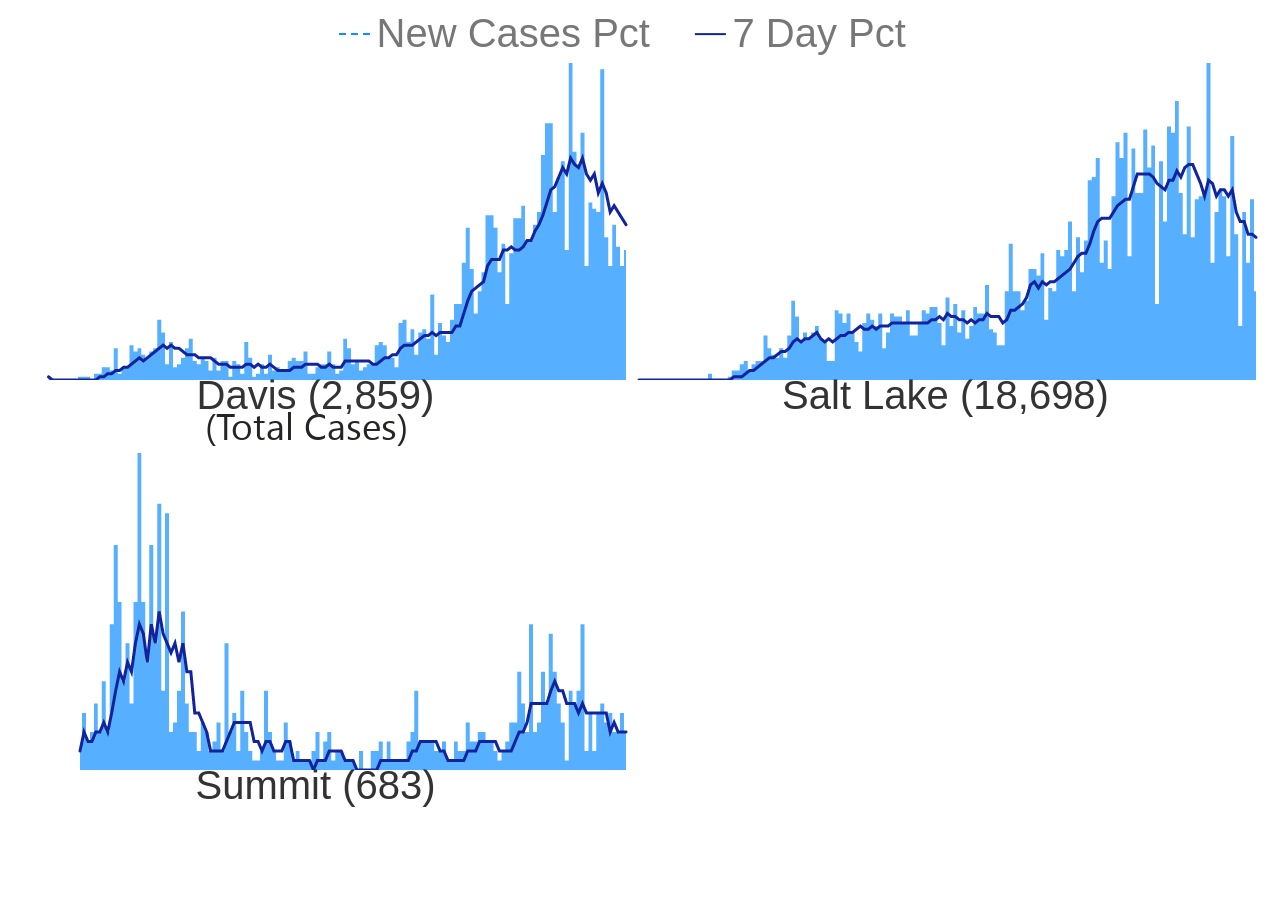 New Cases Pct 7 Day Pct
Davis (2,859)
(Total Cases)
Salt Lake (18,698)
Summit (683)